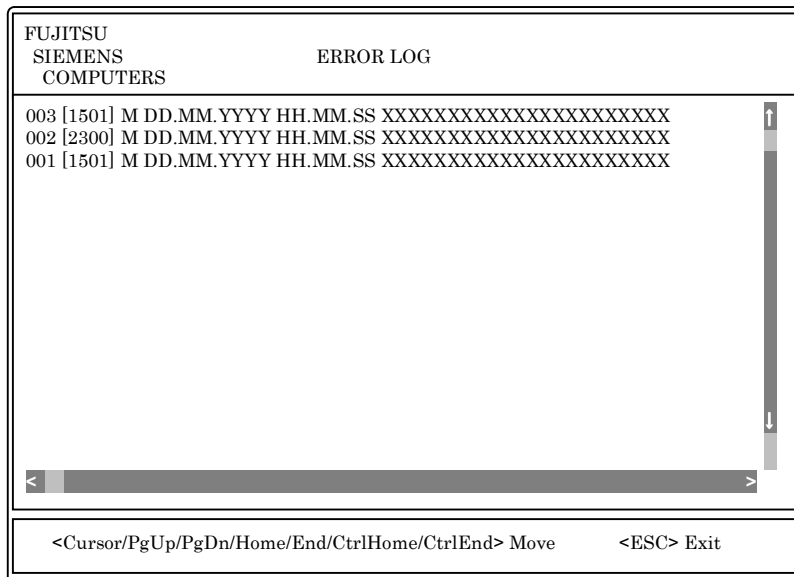 FUJITSU
SIEMENS
COMPUTERS
ERROR LOG
003 [1501] M DD.MM.YYYY HH.MM.SS XXXXXXXXXXXXXXXXXXXXXX
002 [2300] M DD.MM.YYYY HH.MM.SS XXXXXXXXXXXXXXXXXXXXXX
001 [1501] M DD.MM.YYYY HH.MM.SS XXXXXXXXXXXXXXXXXXXXXX
<Cursor/PgUp/PgDn/Home/End/CtrlHome/CtrlEnd> Move <ESC> Exit